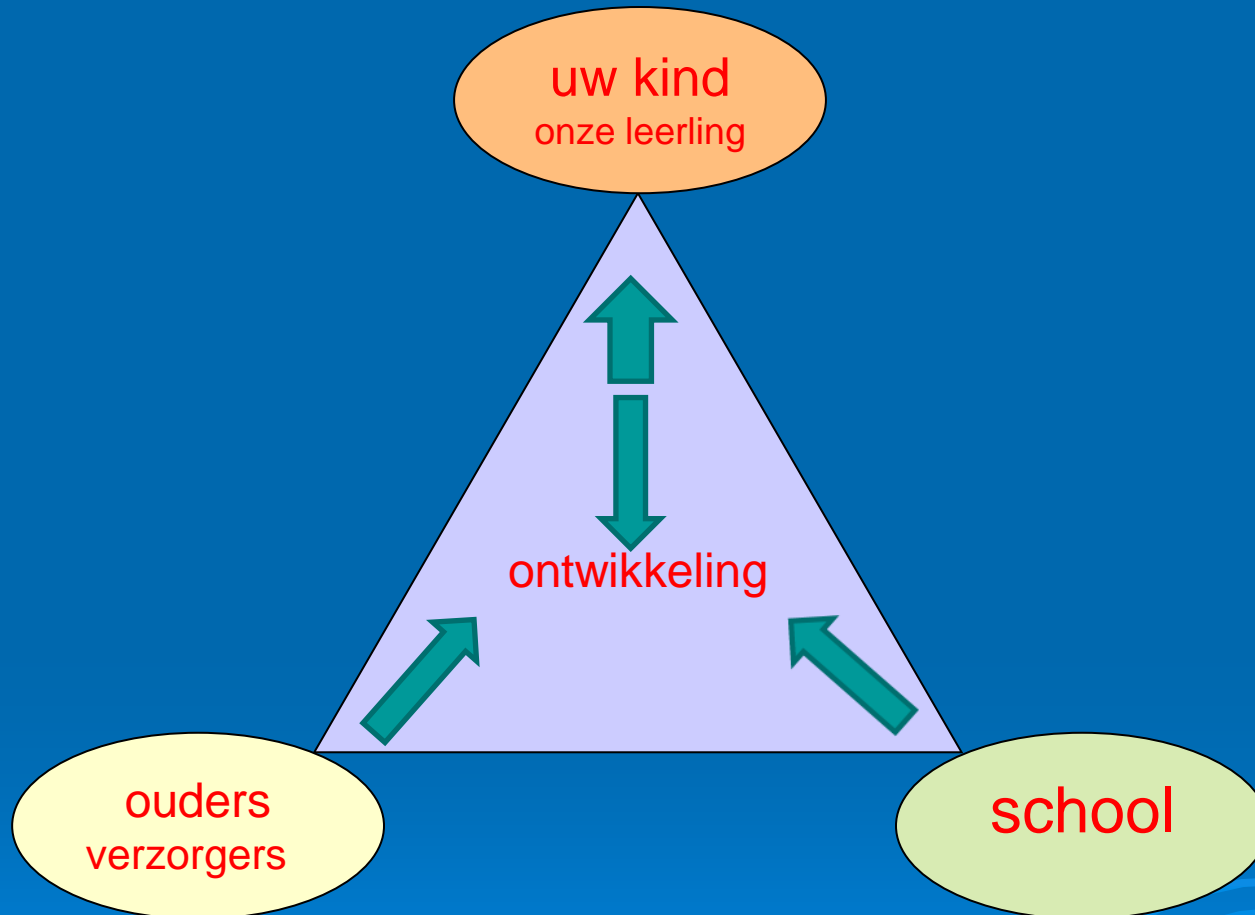 uw kind
onze leerling
ontwikkeling
ouders
verzorgers
school